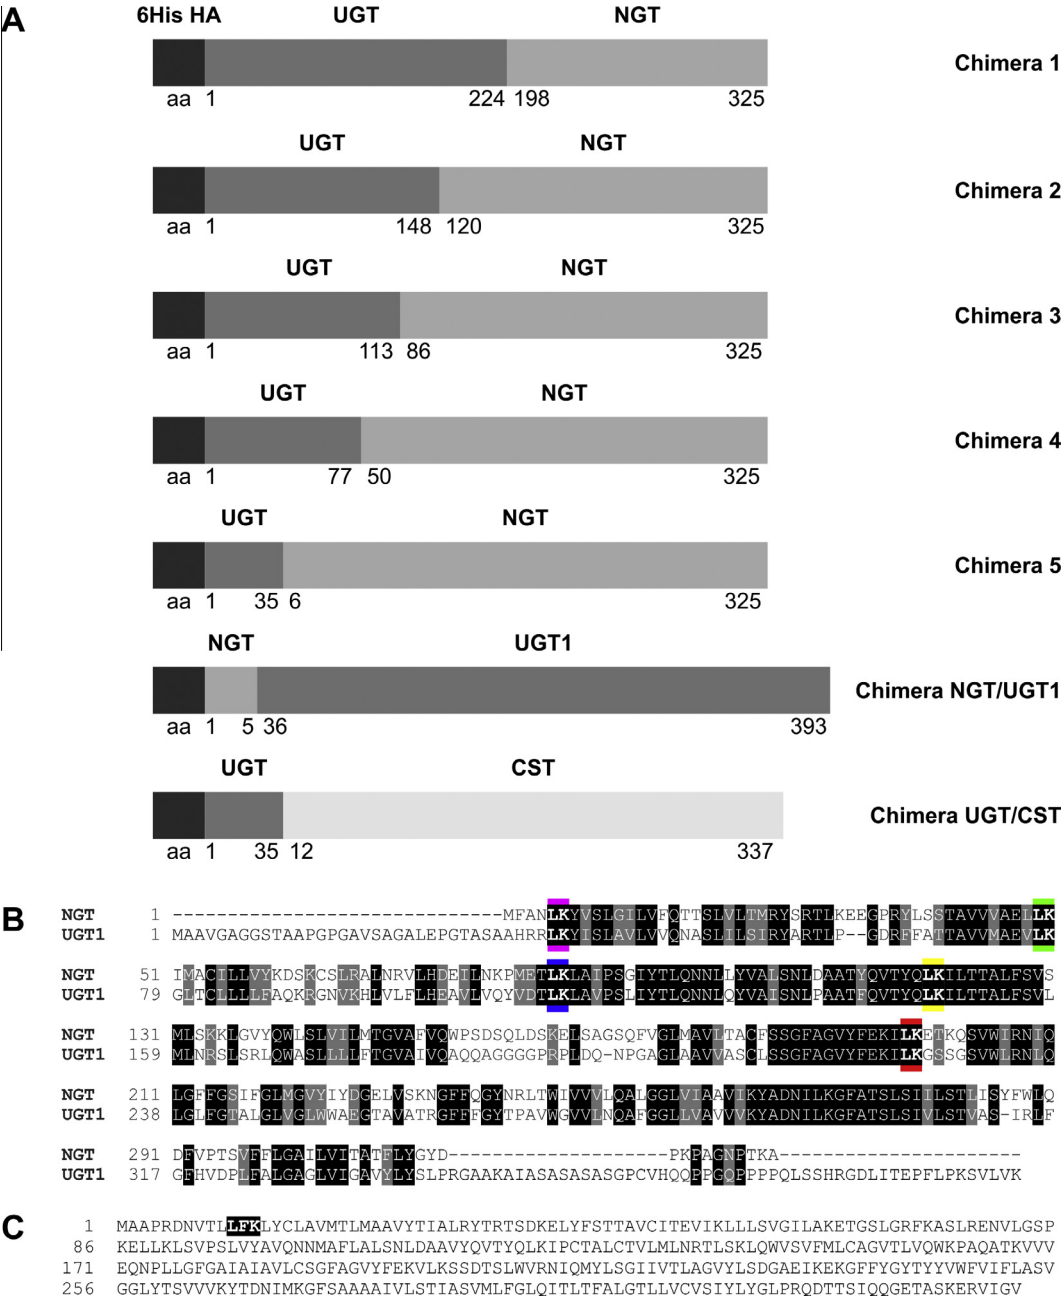 A
6His HA UGT NGT
Chimera 1
aa 1 224 198 325
UGT NGT
Chimera 2
aa 1 148 120 325
UGT NGT
Chimera 3
aa 1 113 86 325
UGT NGT
Chimera 4
aa 1 77 50 325
UGT NGT
Chimera 5
aa 1 35 6 325
NGT UGT1
Chimera NGT/UGT1
aa 1 5 36 393
UGT CST
Chimera UGT/CST
aa 1 35 12 337
B
NGT 1 ------------------------------MFANLKYVSLGILVFQTTSLVLTMRYSRTLKEEGPRYLSSTAVVVAELLK
UGT1 1 MAAVGAGGSTAAPGPGAVSAGALEPGTASAAHRRLKYISLAVLVVQNASLILSIRYARTLP--GDRFFATTAVVMAEVLK
NGT 51 IMACILLVYKDSKCSLRALNRVLHDEILNKPMETLKLAIPSGIYTLQNNLLYVALSNLDAATYQVTYQLKILTTALFSVS
UGT1 79 GLTCLLLLFAQKRGNVKHLVLFLHEAVLVQYVDTLKLAVPSLIYTLQNNLQYVAISNLPAATFQVTYQLKILTTALFSVL
NGT 131 MLSKKLGVYQWLSLVILMTGVAFVQWPSDSQLDSKELSAGSQFVGLMAVLTACFSSGFAGVYFEKILKETKQSVWIRNIQ
UGT1 159 MLNRSLSRLQWASLLLLFTGVAIVQAQQAGGGGPRPLDQ-NPGAGLAAVVASCLSSGFAGVYFEKILKGSSGSVWLRNLQ
NGT 211 LGFFGSIFGLMGVYIYDGELVSKNGFFQGYNRLTWIVVVLQALGGLVIAAVIKYADNILKGFATSLSIILSTLISYFWLQ
UGT1 238 LGLFGTALGLVGLWWAEGTAVATRGFFFGYTPAVWGVVLNQAFGGLLVAVVVKYADNILKGFATSLSIVLSTVAS-IRLF
NGT 291 DFVPTSVFFLGAILVITATFLYGYD--------------------PKPAGNPTKA----------------------
UGT1 317 GFHVDPLFALGAGLVIGAVYLYSLPRGAAKAIASASASASGPCVHQQPPGQPPPPQLSSHRGDLITEPFLPKSVLVK
C
1 MAAPRDNVTLLFKLYCLAVMTLMAAVYTIALRYTRTSDKELYFSTTAVCITEVIKLLLSVGILAKETGSLGRFKASLRENVLGSP
86 KELLKLSVPSLVYAVQNNMAFLALSNLDAAVYQVTYQLKIPCTALCTVLMLNRTLSKLQWVSVFMLCAGVTLVQWKPAQATKVVV
171 EQNPLLGFGAIAIAVLCSGFAGVYFEKVLKSSDTSLWVRNIQMYLSGIIVTLAGVYLSDGAEIKEKGFFYGYTYYVWFVIFLASV
256 GGLYTSVVVKYTDNIMKGFSAAAAIVLSTIASVMLFGLQITLTFALGTLLVCVSIYLYGLPRQDTTSIQQGETASKERVIGV